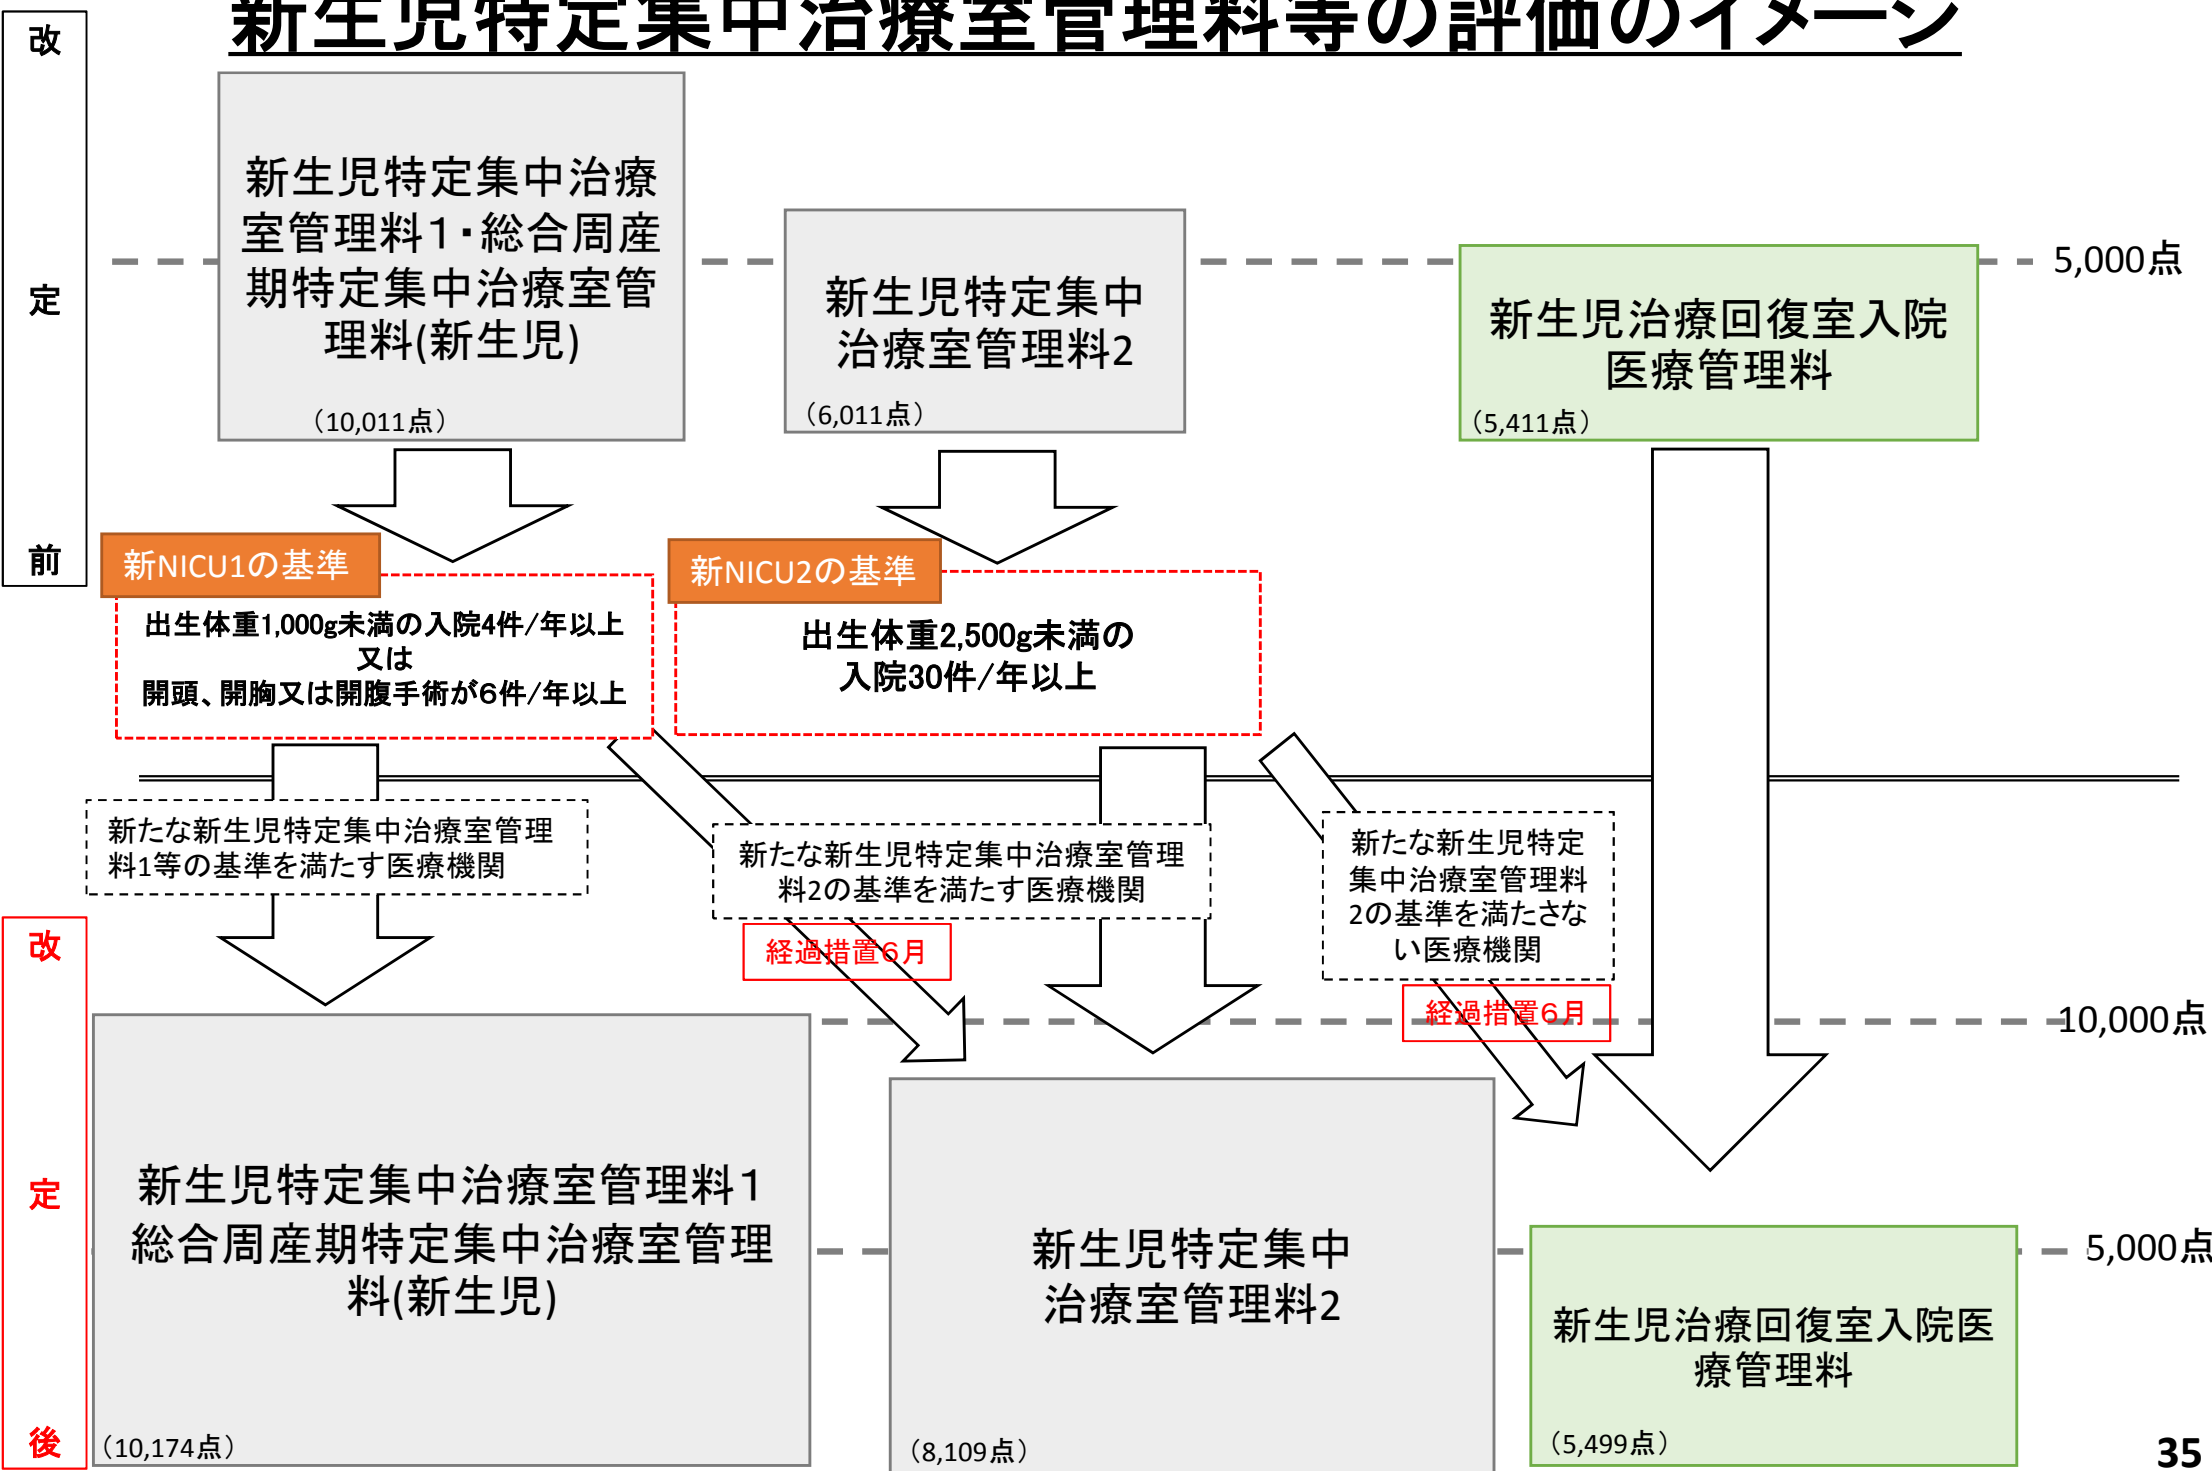 新生児特定集中治療室管理料等の評価のイメージ
改
定
前
新生児特定集中治療
室管理料１・総合周産
期特定集中治療室管
理料(新生児)
（10,011点）
新生児特定集中
治療室管理料2
（6,011点）
新生児治療回復室入院
医療管理料
（5,411点）
5,000点
新NICU1の基準
出生体重1,000g未満の入院4件/年以上
又は
開頭、開胸又は開腹手術が６件/年以上
新NICU2の基準
出生体重2,500g未満の
入院30件/年以上
新たな新生児特定集中治療室管理
料1等の基準を満たす医療機関
新たな新生児特定集中治療室管理
料2の基準を満たす医療機関
経過措置６月
新たな新生児特定
集中治療室管理料
2の基準を満たさな
い医療機関
経過措置６月
改
定
後
10,000点
新生児特定集中治療室管理料１
総合周産期特定集中治療室管理
料(新生児)
（10,174点）
新生児特定集中
治療室管理料2
（8,109点）
5,000点
新生児治療回復室入院医
療管理料
（5,499点）
35